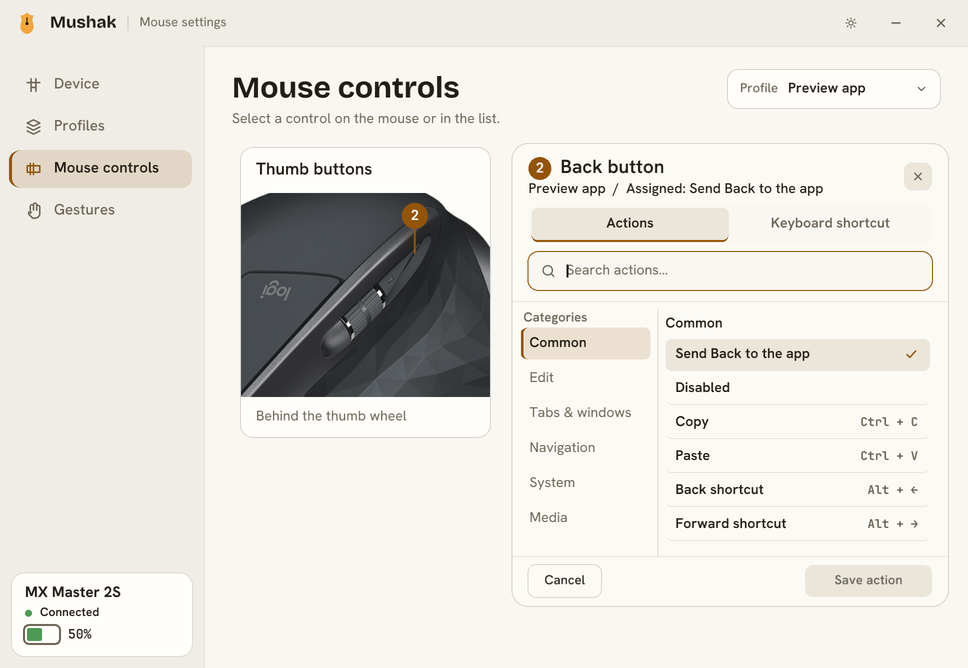 Mushak
Mouse settings
Device
Profiles
Mouse controls
Gestures
MX Master 2S
Connected
50%
Mouse controls
Select a control on the mouse or in the list.
Profile Preview app
Thumb buttons
2
logi
Behind the thumb wheel
2 Back button
Preview app / Assigned: Send Back to the app
Actions
Keyboard shortcut
Search actions...
Categories
Common
Edit
Tabs & windows
Navigation
System
Media
Common
Send Back to the app
Disabled
Copy Ctrl + C
Paste Ctrl + V
Back shortcut Alt + ←
Forward shortcut Alt + →
Cancel
Save action